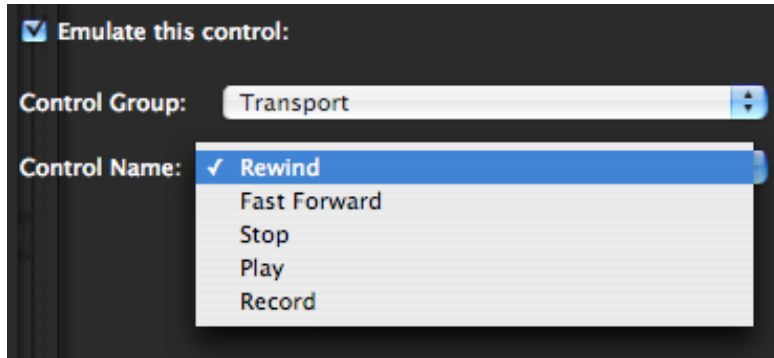 Emulate this control:
Control Group: Transport
Control Name: ✓ Rewind
Fast Forward
Stop
Play
Record